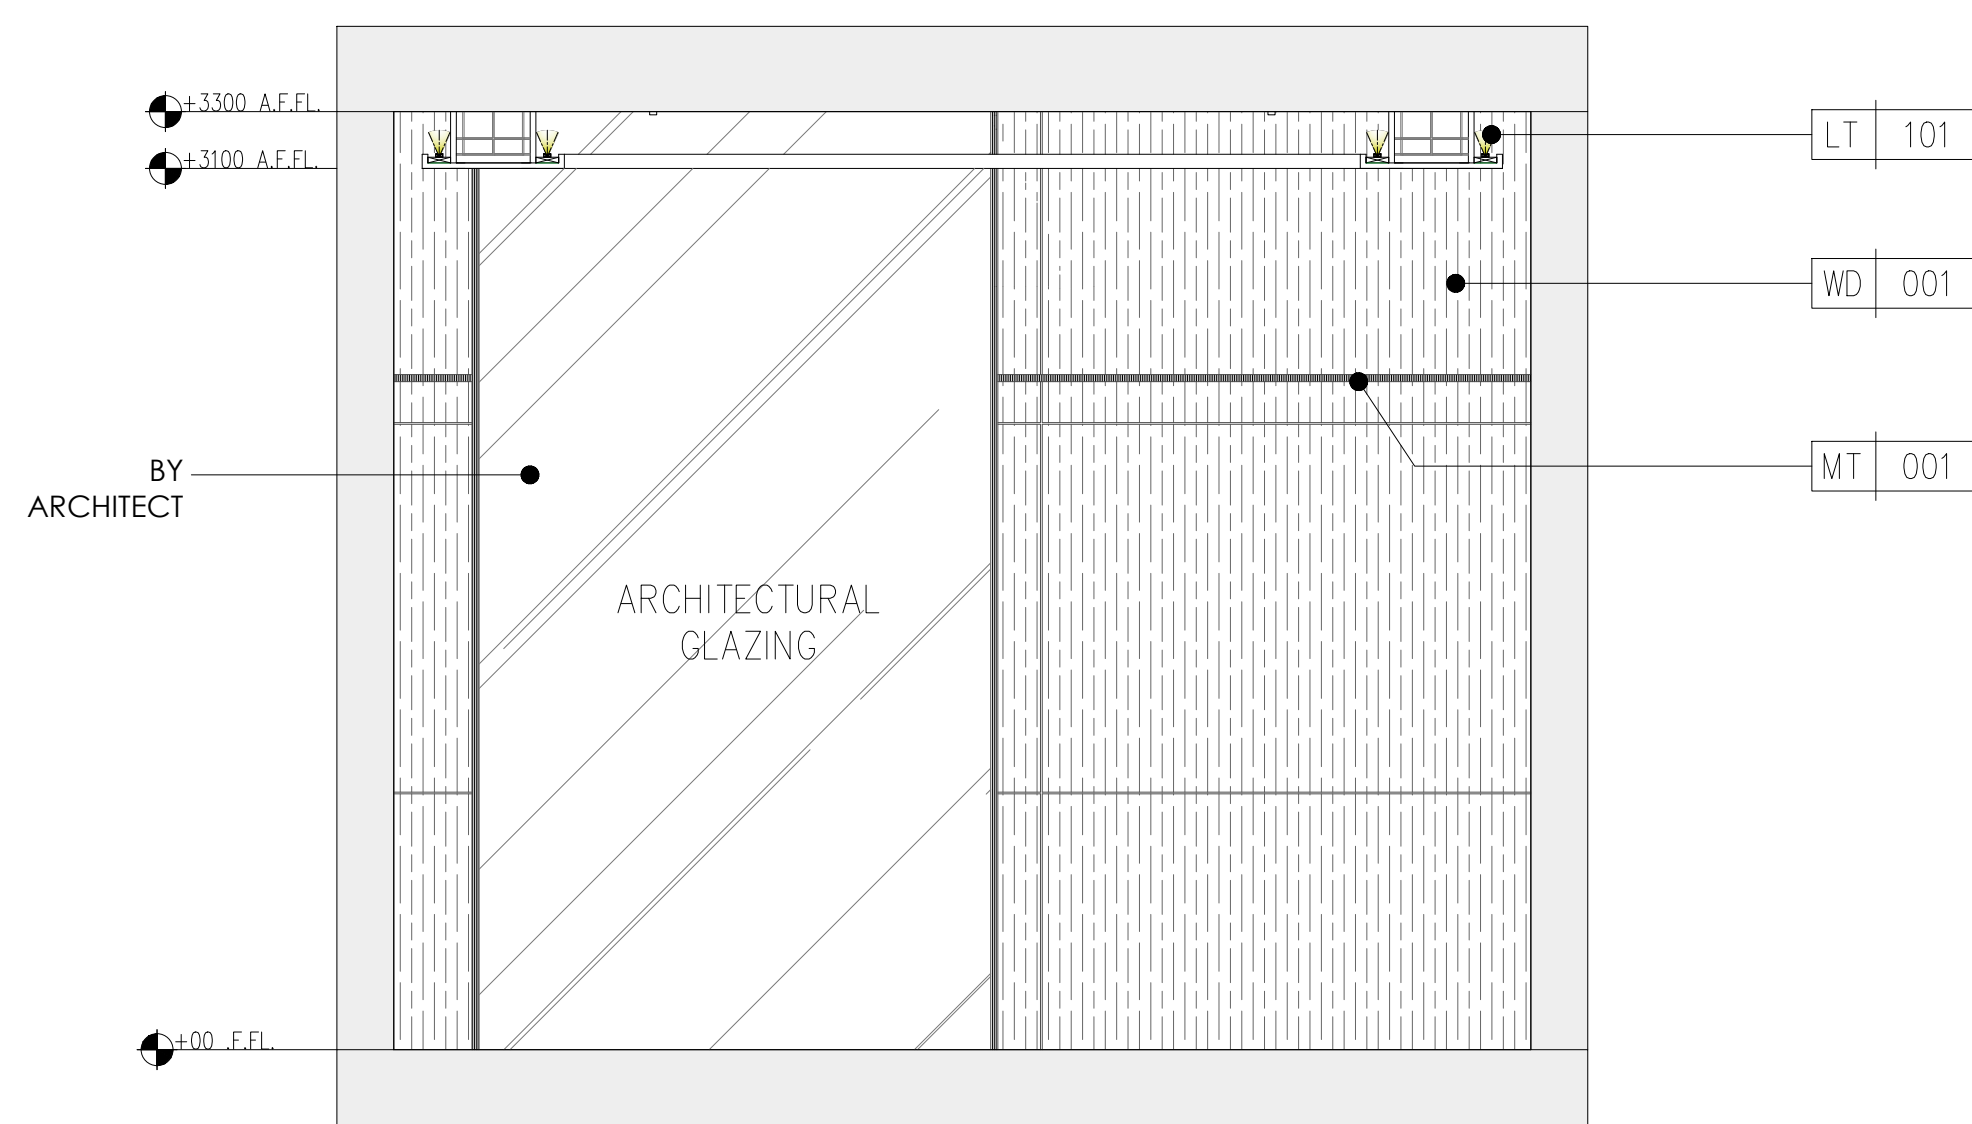 +3300 A.F.FL.
LT 101
+3100 A.F.FL.
WD 001
BY
ARCHITECT
MT 001
ARCHITECTURAL
GLAZING
+00 .F.FL.